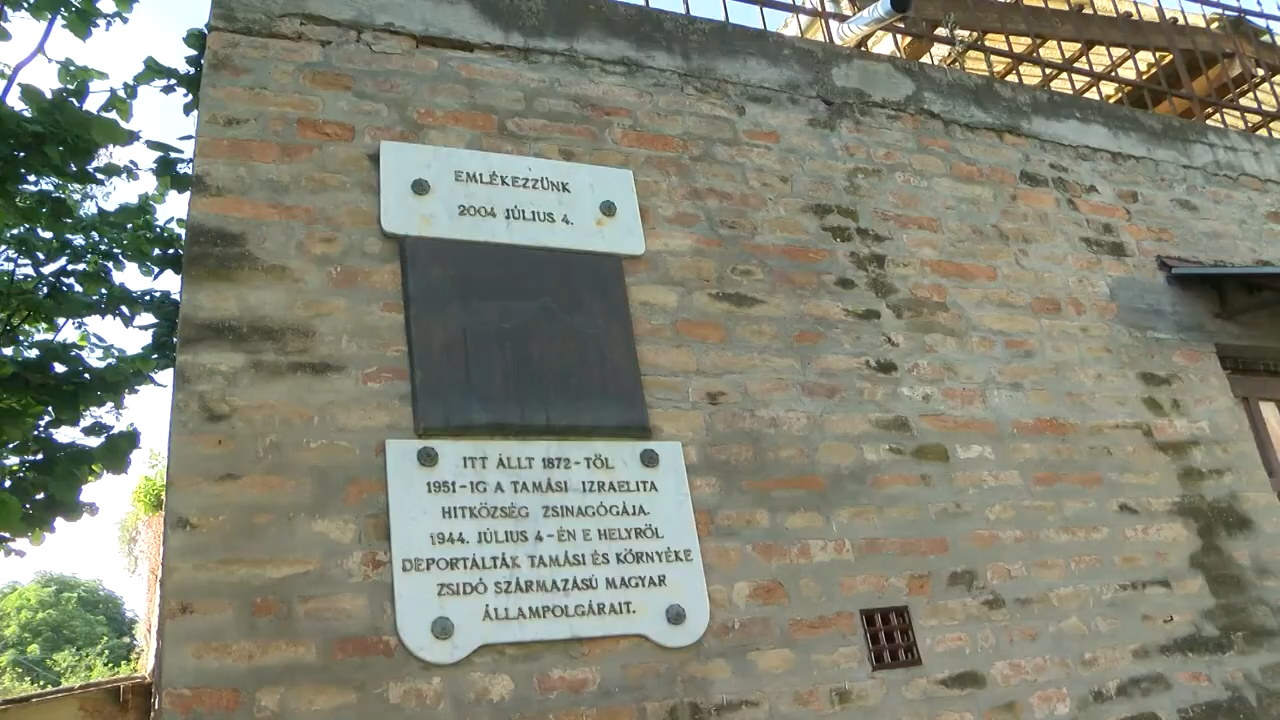 EMLÉKEZZÜNK
2004 JÚLIUS 4.
ITT ÁLLT 1872-TŐL
1951-IG A TAMÁSI IZRAELITA
HITKÖZSÉG ZSINAGÓGÁJA.
1944. JÚLIUS 4-ÉN E HELYRŐL
DEPORTÁLTÁK TAMÁSI ÉS KÖRNYÉKE
ZSIDÓ SZÁRMAZÁSÚ MAGYAR
ÁLLAMPOLGÁRAIT.